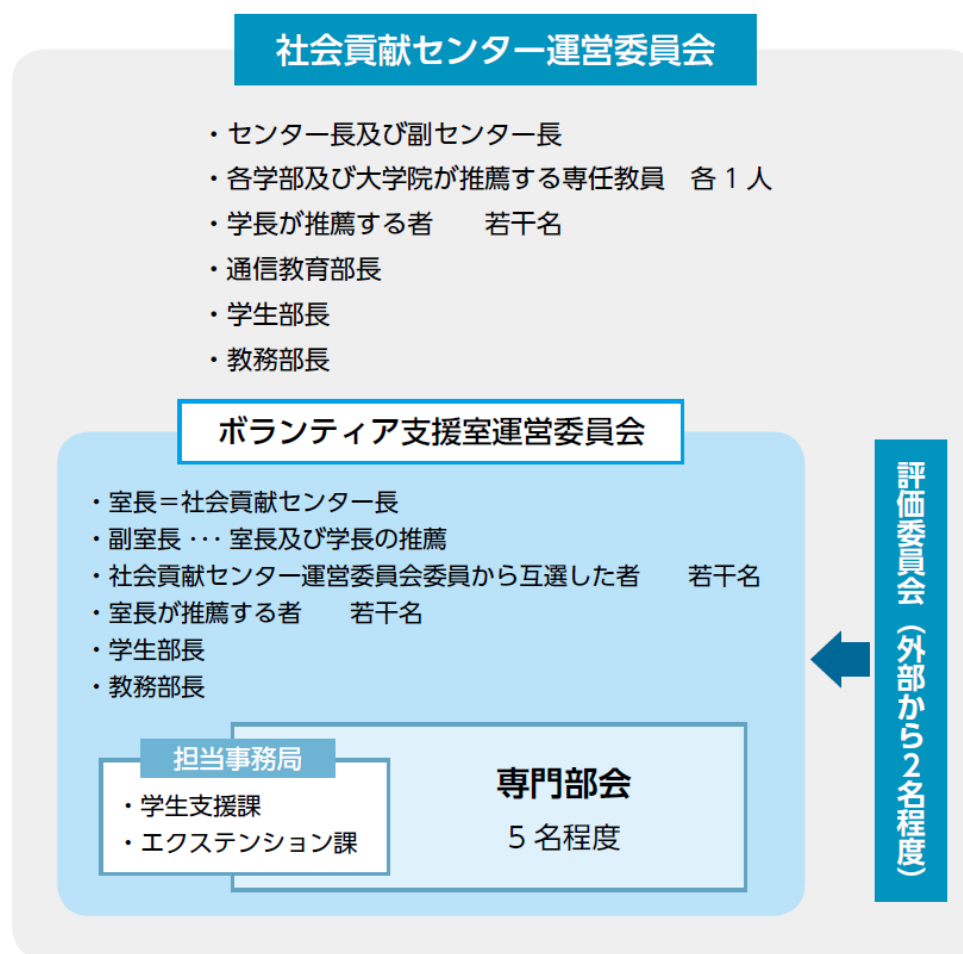 社会貢献センター運営委員会
・センター長及び副センター長
・各学部及び大学院が推薦する専任教員　各 1 人
・学長が推薦する者　　若干名
・通信教育部長
・学生部長
・教務部長
ボランティア支援室運営委員会
・室長＝社会貢献センター長
・副室長 ･･･ 室長及び学長の推薦
・社会貢献センター運営委員会委員から互選した者　　若干名
・室長が推薦する者　　若干名
・学生部長
・教務部長
担当事務局
・学生支援課
・エクステンション課
専門部会
5 名程度
評価委員会（外部から2名程度）